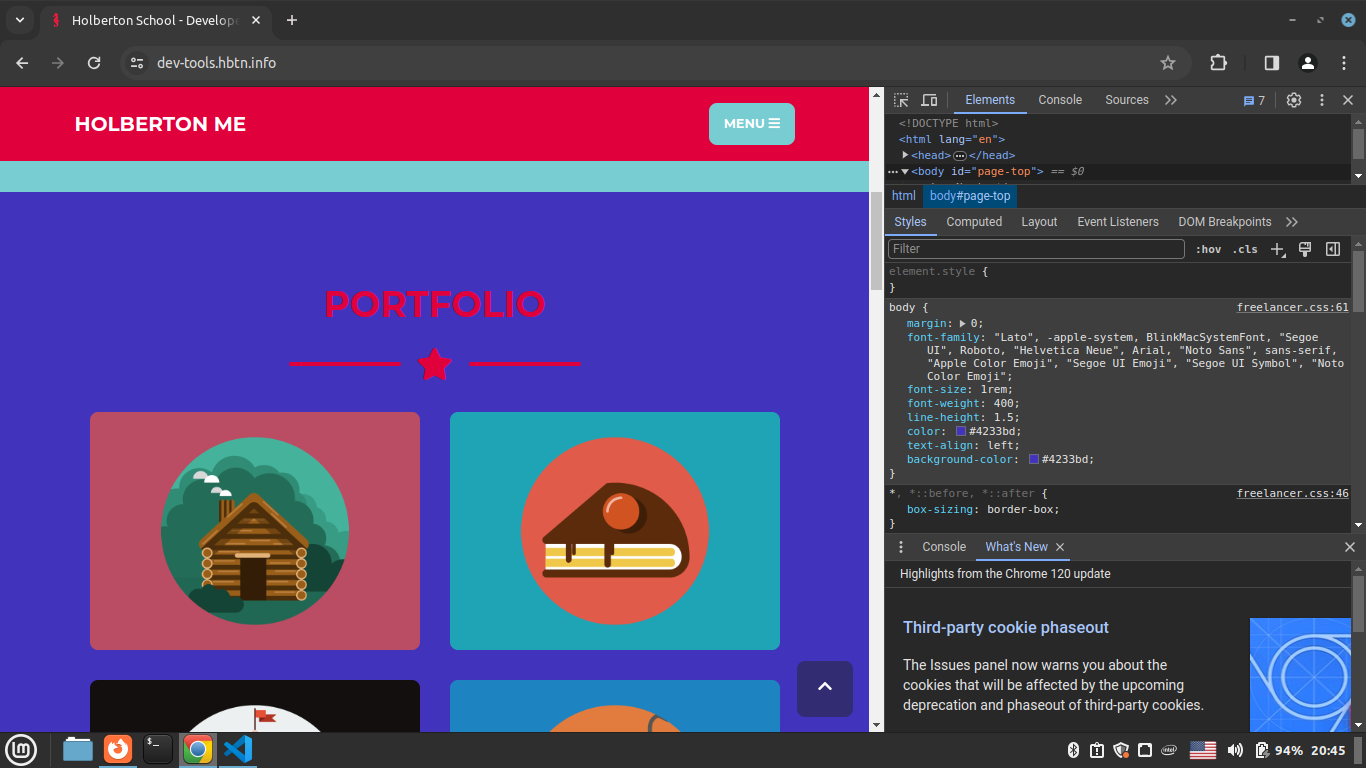 Holberton School - Develope
dev-tools.hbtn.info
HOLBERTON ME
MENU
PORTFOLIO
Elements Console Sources 7
<!DOCTYPE html>
<html lang="en">
<head> </head>
<body id="page-top"> == $0
html body#page-top
Styles Computed Layout Event Listeners DOM Breakpoints
Filter :hov .cls
element.style {
}
body { freelancer.css:61
margin: 0;
font-family: "Lato", -apple-system, BlinkMacSystemFont, "Segoe
UI", Roboto, "Helvetica Neue", Arial, "Noto Sans", sans-serif,
"Apple Color Emoji", "Segoe UI Emoji", "Segoe UI Symbol", "Noto
Color Emoji";
font-size: 1rem;
font-weight: 400;
line-height: 1.5;
color: #4233bd;
text-align: left;
background-color: #4233bd;
}
*, *::before, *::after { freelancer.css:46
box-sizing: border-box;
}
Console What's New
Highlights from the Chrome 120 update
Third-party cookie phaseout
The Issues panel now warns you about the
cookies that will be affected by the upcoming
deprecation and phaseout of third-party cookies.
94% 20:45